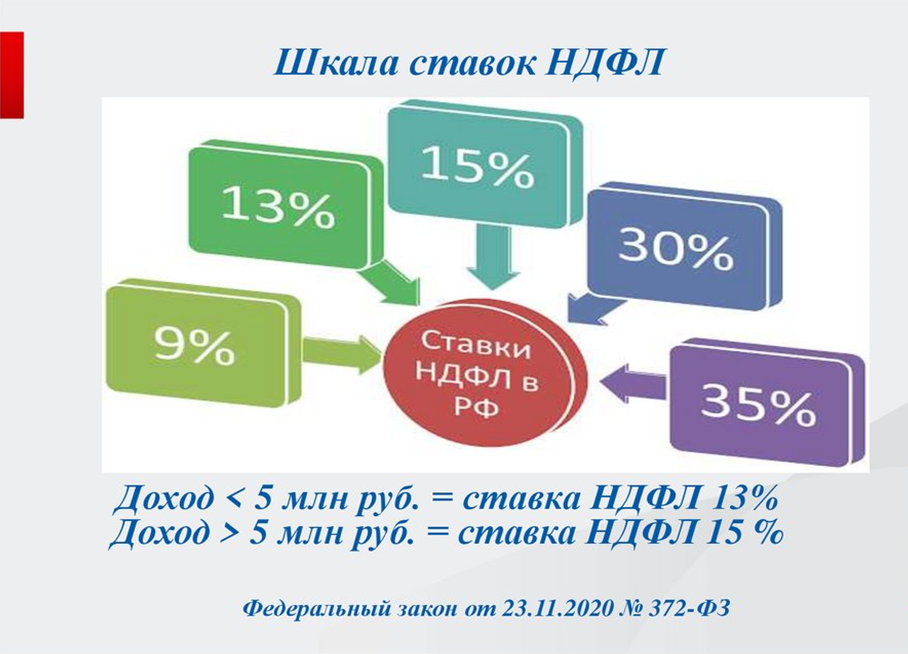 Шкала ставок НДФЛ
15%
13%
30%
9%
Ставки
НДФЛ в
РФ
35%
Доход < 5 млн руб. = ставка НДФЛ 13%
Доход > 5 млн руб. = ставка НДФЛ 15 %
Федеральный закон от 23.11.2020 № 372-ФЗ